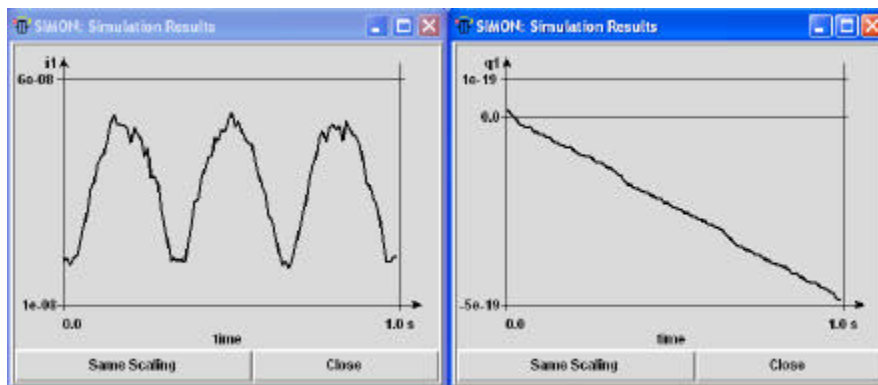 SIMON: Simulation Results
i1
6e-08
1e-08
0.0
1.0 s
time
Same Scaling
Close
SIMON: Simulation Results
q1
1e-19
0.0
-5e-19
0.0
1.0 s
time
Same Scaling
Close